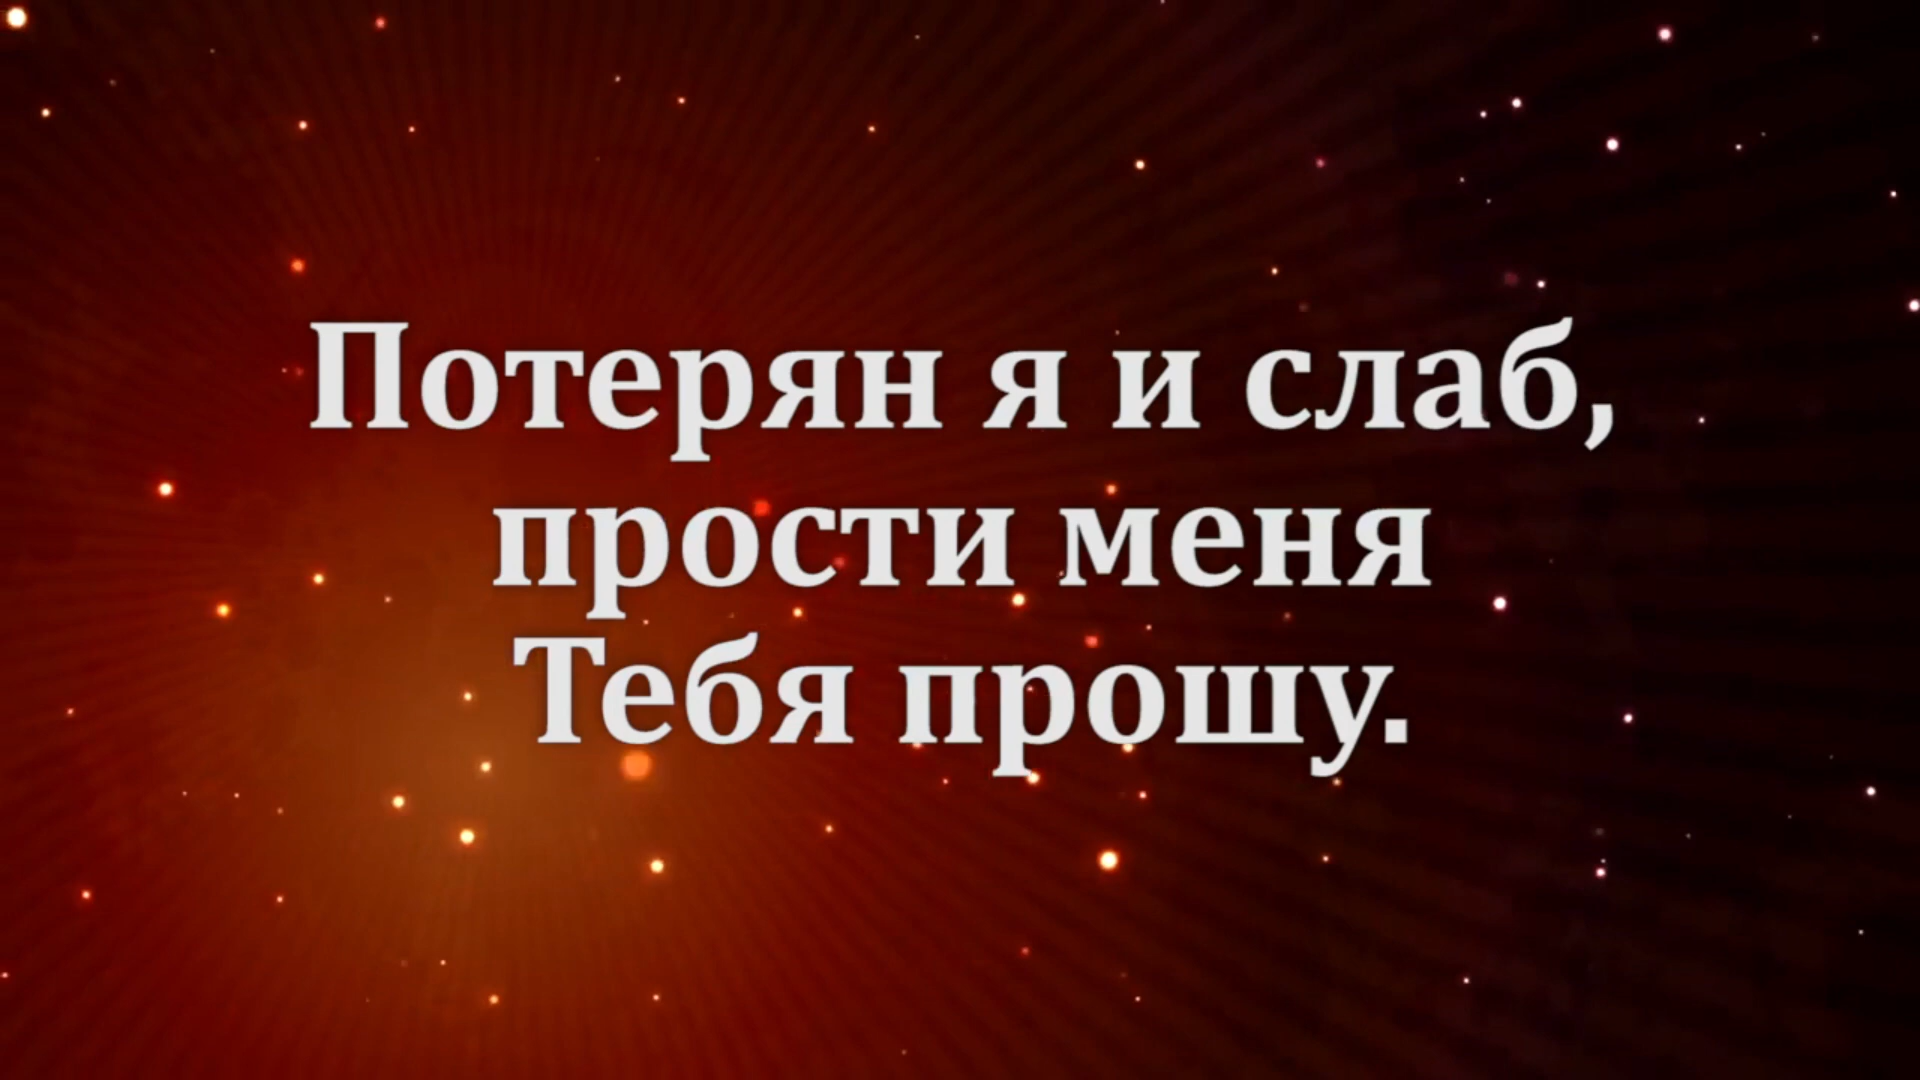 Потерян я и слаб,
прости меня
Тебя прошу.